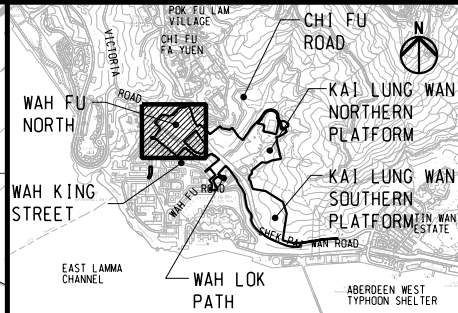 POK FU LAM
VILLAGE
CHI FU
FA YUEN
CHI FU
ROAD
N
VICTORIA
ROAD
WAH FU
NORTH
KAI LUNG WAN
NORTHERN
PLATFORM
WAH KING
STREET
WAH FU ROAD
KAI LUNG WAN
SOUTHERN
PLATFORM
TIN WAN
ESTATE
SHEK PAI WAN ROAD
EAST LAMMA
CHANNEL
WAH LOK
PATH
ABERDEEN WEST
TYPHOON SHELTER